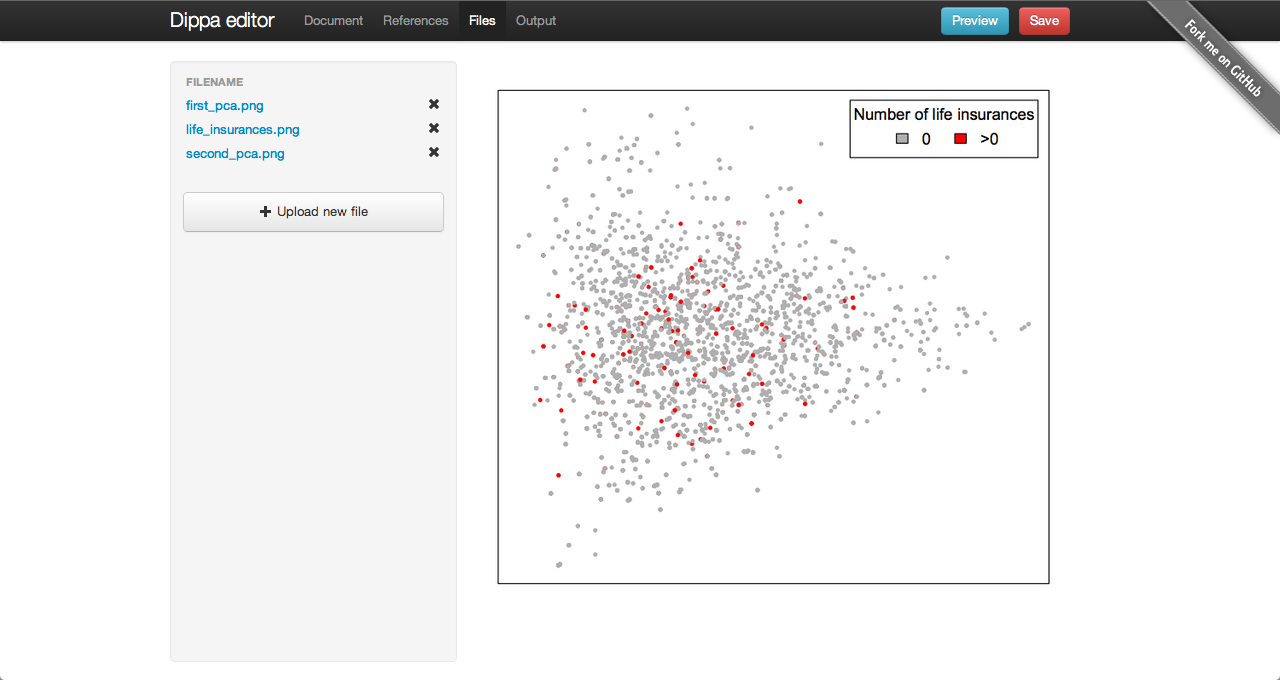 Dippa editor Document References Files Output Preview Save
Fork me on GitHub
FILENAME
first_pca.png
life_insurances.png
second_pca.png
Upload new file
Number of life insurances
0 >0